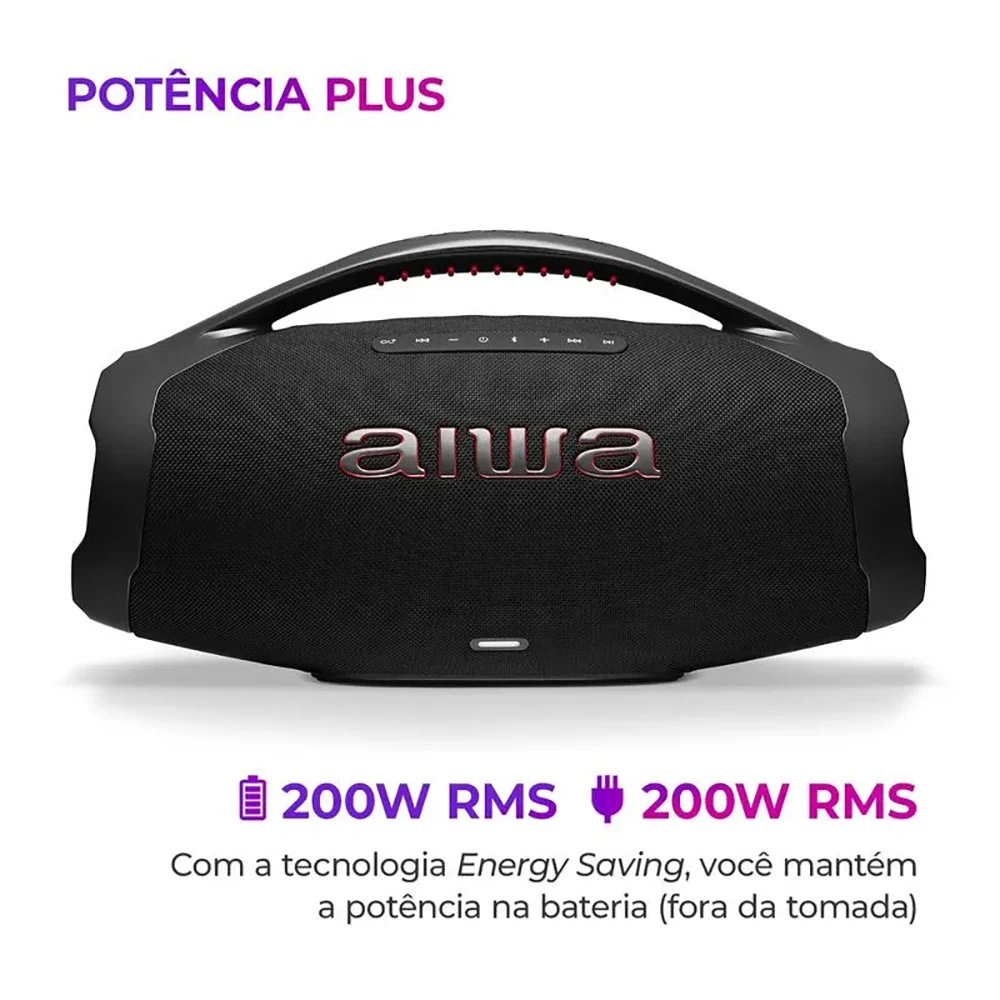 POTÊNCIA PLUS
aiwa
200W RMS 200W RMS
Com a tecnologia Energy Saving, você mantém
a potência na bateria (fora da tomada)